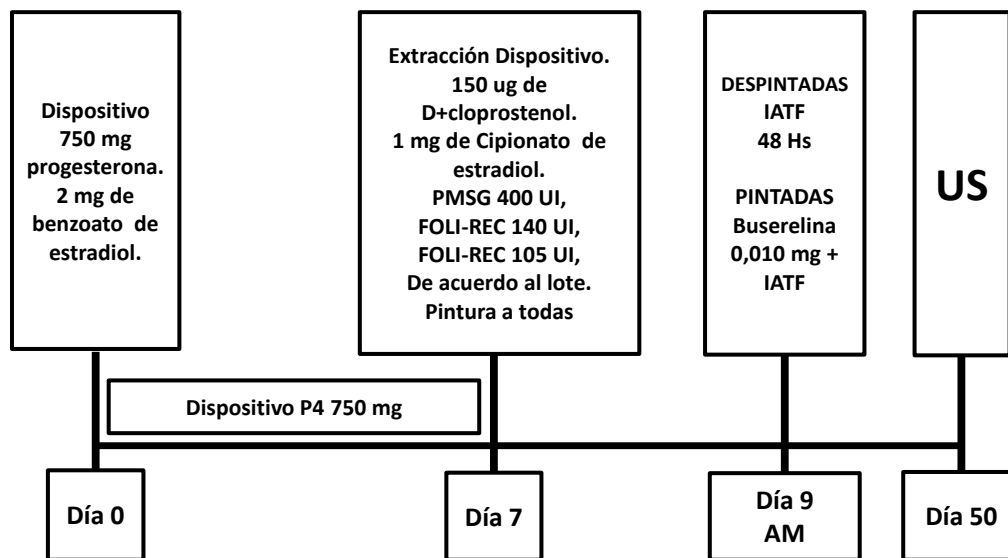 Dispositivo
750 mg
progesterona.
2 mg de
benzoato de
estradiol.
Extracción Dispositivo.
150 ug de
D+cloprostenol.
1 mg de Cipionato de
estradiol.
PMSG 400 UI,
FOLI-REC 140 UI,
FOLI-REC 105 UI,
De acuerdo al lote.
Pintura a todas
DESPINTADAS
IATF
48 Hs
PINTADAS
Buserelina
0,010 mg +
IATF
US
Dispositivo P4 750 mg
Día 0
Día 7
Día 9
AM
Día 50